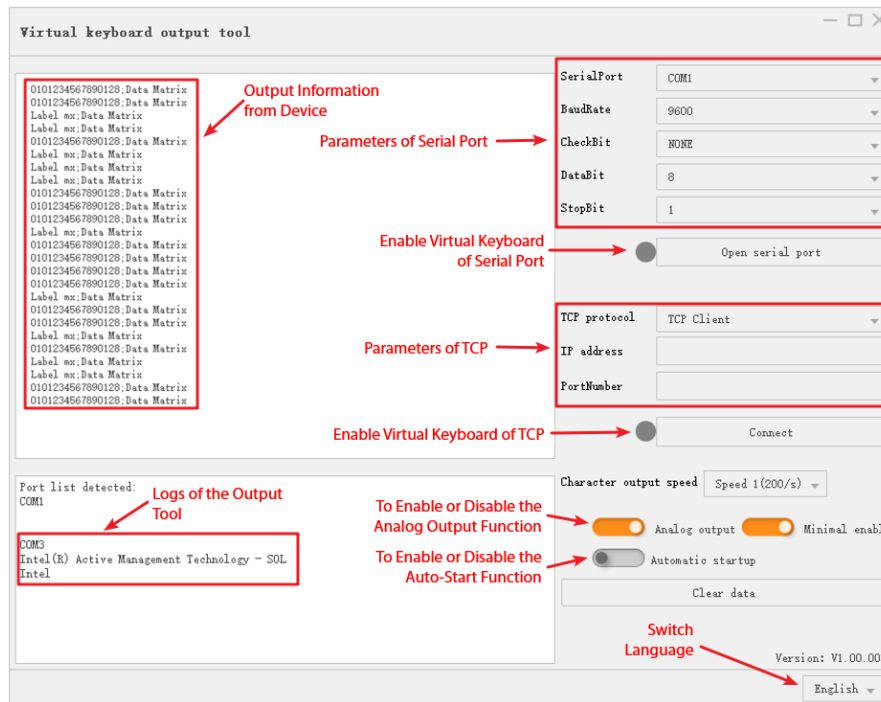 Virtual keyboard output tool
0101234567890128;Data Matrix
0101234567890128;Data Matrix
Label mx;Data Matrix
Label mx;Data Matrix
0101234567890128;Data Matrix
Label mx;Data Matrix
Label mx;Data Matrix
Label mx;Data Matrix
0101234567890128;Data Matrix
0101234567890128;Data Matrix
0101234567890128;Data Matrix
Label mx;Data Matrix
0101234567890128;Data Matrix
0101234567890128;Data Matrix
0101234567890128;Data Matrix
0101234567890128;Data Matrix
Label mx;Data Matrix
0101234567890128;Data Matrix
0101234567890128;Data Matrix
Label mx;Data Matrix
0101234567890128;Data Matrix
Label mx;Data Matrix
Label mx;Data Matrix
0101234567890128;Data Matrix
0101234567890128;Data Matrix
Output Information
from Device
Parameters of Serial Port
SerialPort COM1
BaudRate 9600
CheckBit NONE
DataBit 8
StopBit 1
Enable Virtual Keyboard
of Serial Port
Open serial port
Parameters of TCP
TCP protocol TCP Client
IP address
PortNumber
Enable Virtual Keyboard of TCP
Connect
Port list detected:
COM1
Logs of the Output
Tool
COM3
Intel(R) Active Management Technology - SOL
Intel
Character output speed Speed 1(200/s)
To Enable or Disable the
Analog Output Function
Analog output Minimal enabl
To Enable or Disable the
Auto-Start Function
Automatic startup
Clear data
Switch
Language
Version: V1.00.00
English